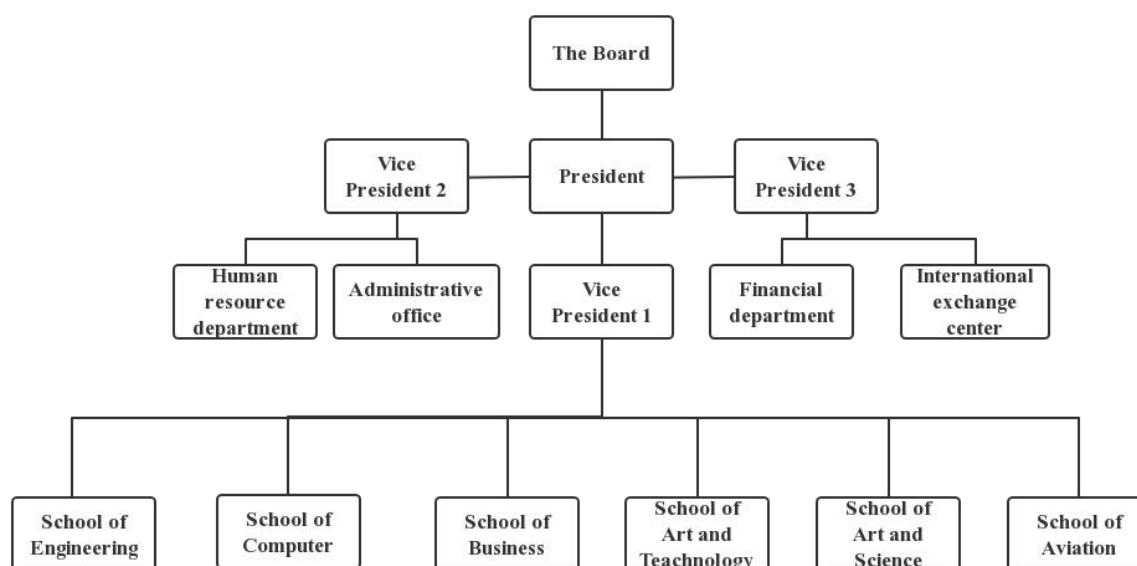 The Board
Vice
President 2
President
Vice
President 3
Human
resource
department
Administrative
office
Vice
President 1
Financial
department
International
exchange
center
School of
Engineering
School of
Computer
School of
Business
School of
Art and
Teachnology
School of
Art and
Science
School of
Aviation